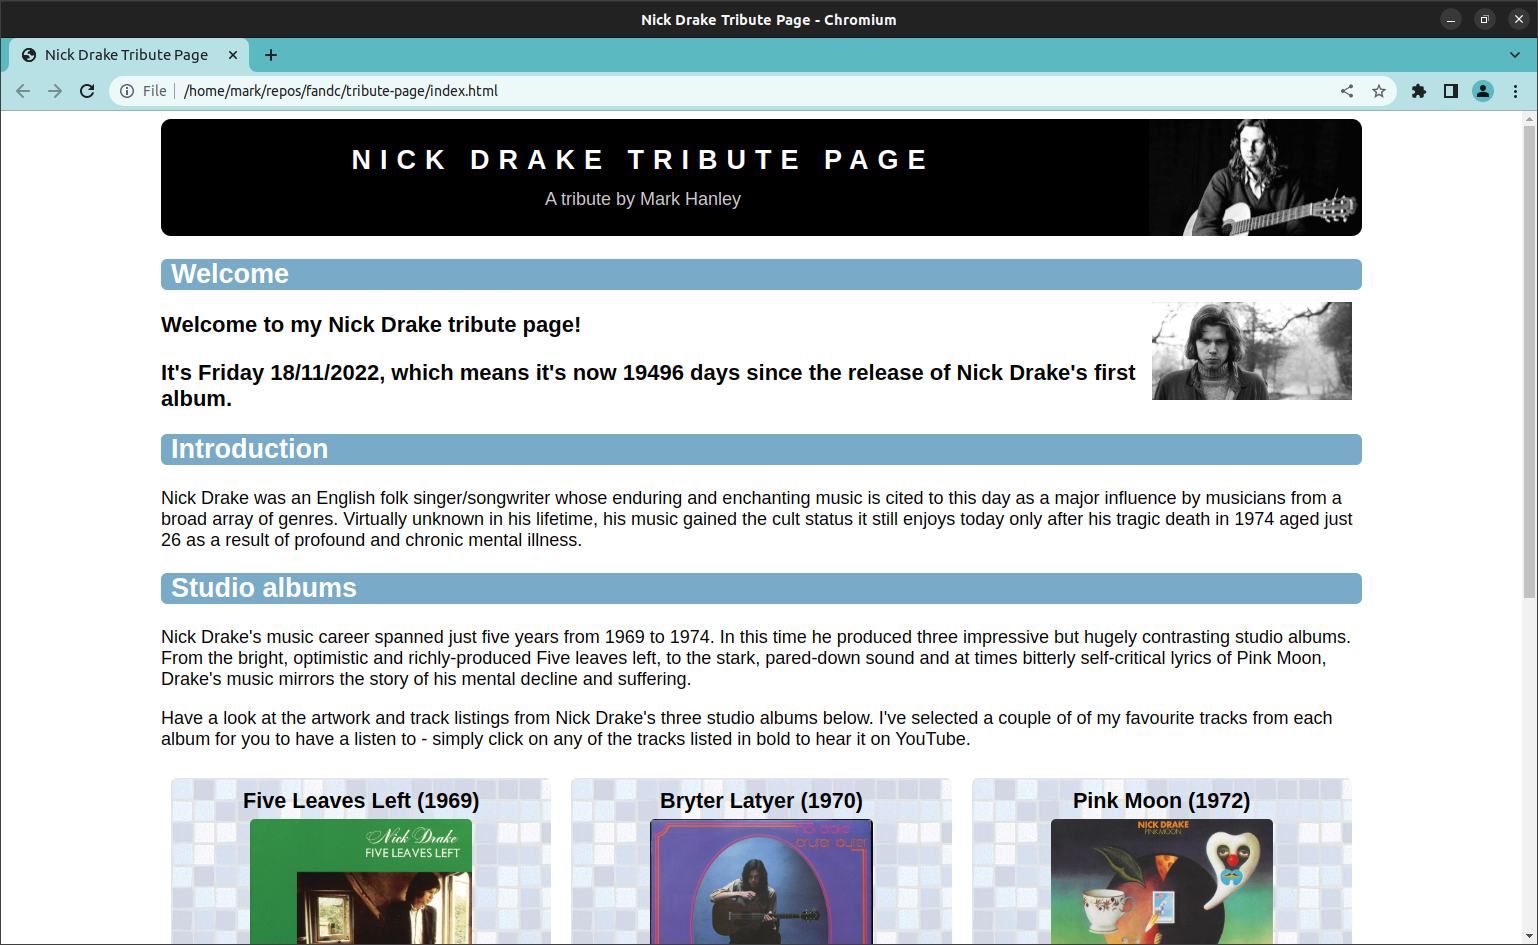 Nick Drake Tribute Page - Chromium
Nick Drake Tribute Page
File
/home/mark/repos/fandc/tribute-page/index.html
NICK DRAKE TRIBUTE PAGE
A tribute by Mark Hanley
Welcome
Welcome to my Nick Drake tribute page!
It's Friday 18/11/2022, which means it's now 19496 days since the release of Nick Drake's first
album.
Introduction
Nick Drake was an English folk singer/songwriter whose enduring and enchanting music is cited to this day as a major influence by musicians from a
broad array of genres. Virtually unknown in his lifetime, his music gained the cult status it still enjoys today only after his tragic death in 1974 aged just
26 as a result of profound and chronic mental illness.
Studio albums
Nick Drake's music career spanned just five years from 1969 to 1974. In this time he produced three impressive but hugely contrasting studio albums.
From the bright, optimistic and richly-produced Five leaves left, to the stark, pared-down sound and at times bitterly self-critical lyrics of Pink Moon,
Drake's music mirrors the story of his mental decline and suffering.
Have a look at the artwork and track listings from Nick Drake's three studio albums below. I've selected a couple of of my favourite tracks from each
album for you to have a listen to - simply click on any of the tracks listed in bold to hear it on YouTube.
Five Leaves Left (1969)
Nick Drake
FIVE LEAVES LEFT
Bryter Latyer (1970)
nick drake
Pink Moon (1972)
NICK DRAKE
PINK MOON